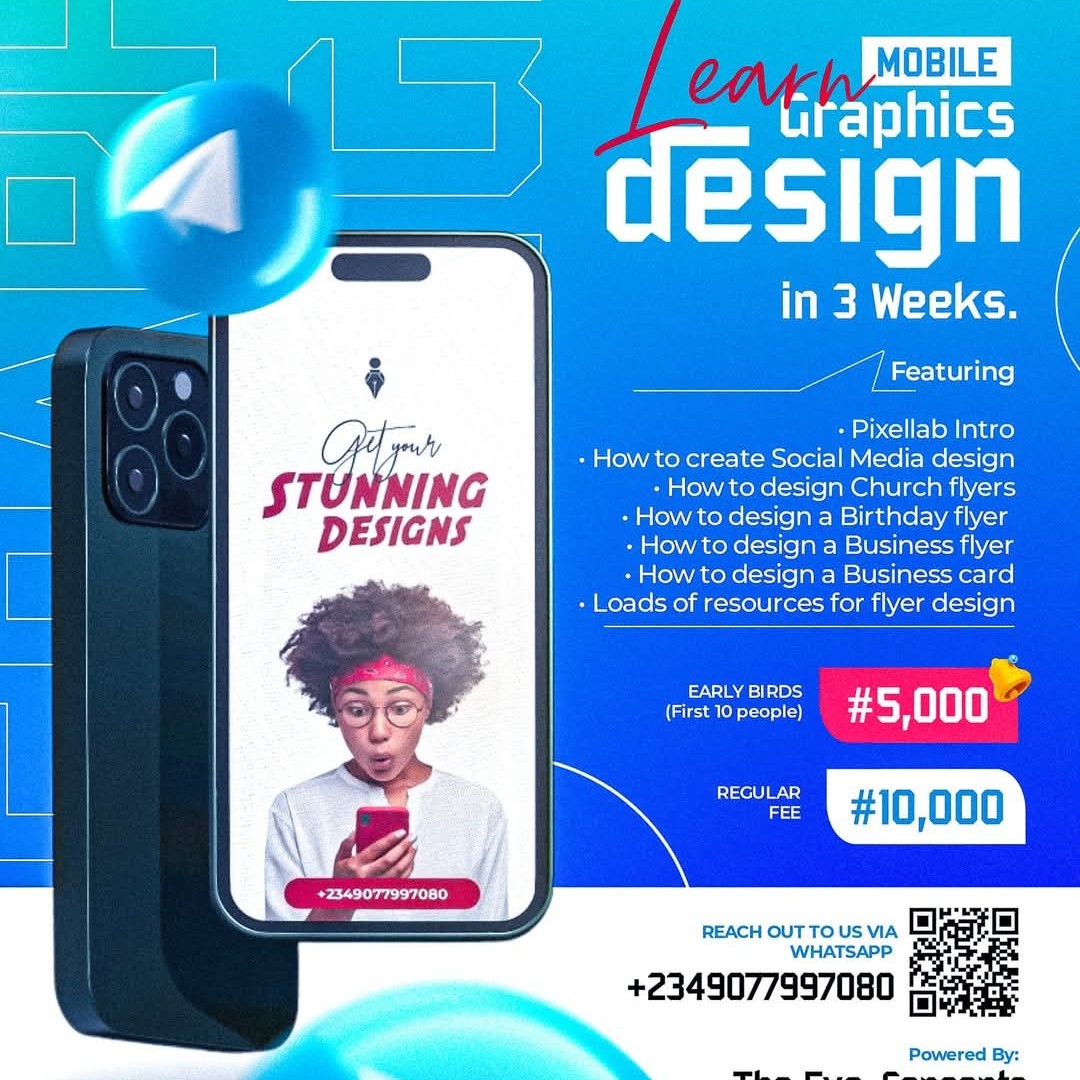 Learn MOBILE
Graphics
design
in 3 Weeks.
Featuring
• Pixellab Intro
• How to create Social Media design
• How to design Church flyers
• How to design a Birthday flyer
• How to design a Business flyer
• How to design a Business card
• Loads of resources for flyer design
EARLY BIRDS
(First 10 people)
#5,000
REGULAR
FEE
#10,000
Get your
STUNNING
DESIGNS
+2349077997080
REACH OUT TO US VIA
WHATSAPP
+2349077997080
Powered By:
The Eve